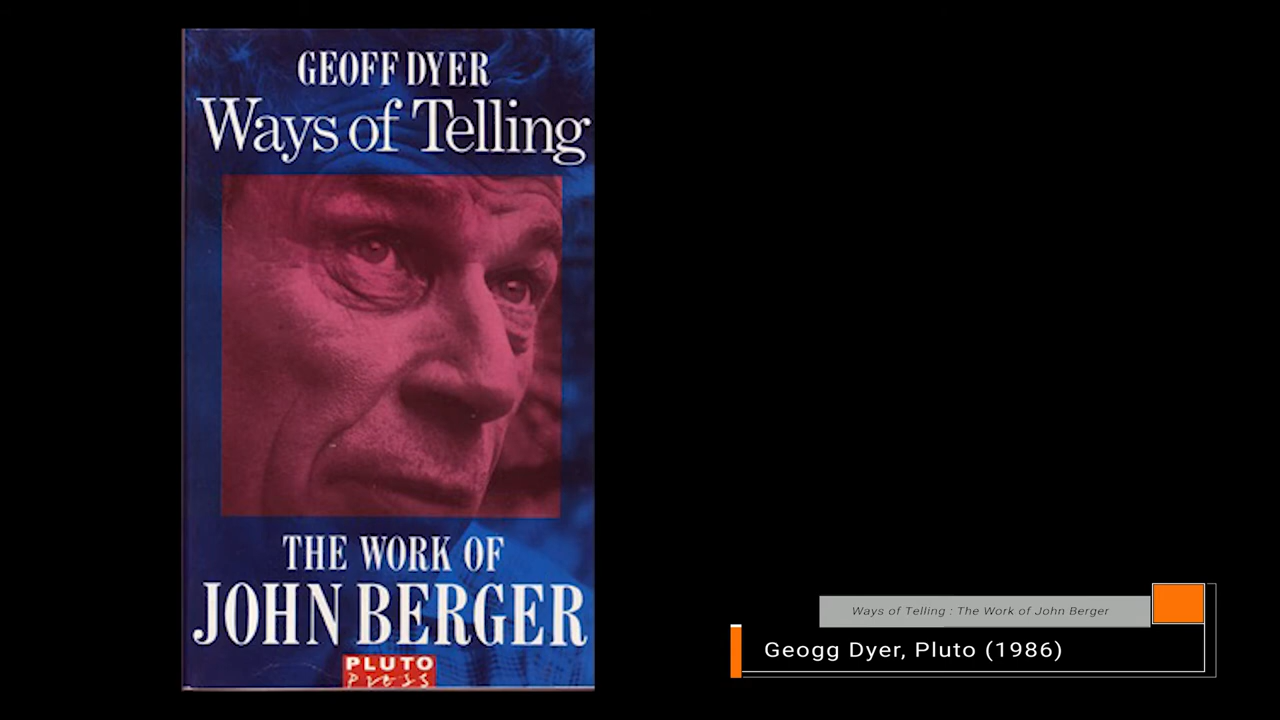 GEOFF DYER
Ways of Telling
THE WORK OF
JOHN BERGER
PLUTO
PRESS
Ways of Telling : The Work of John Berger
Geogg Dyer, Pluto (1986)